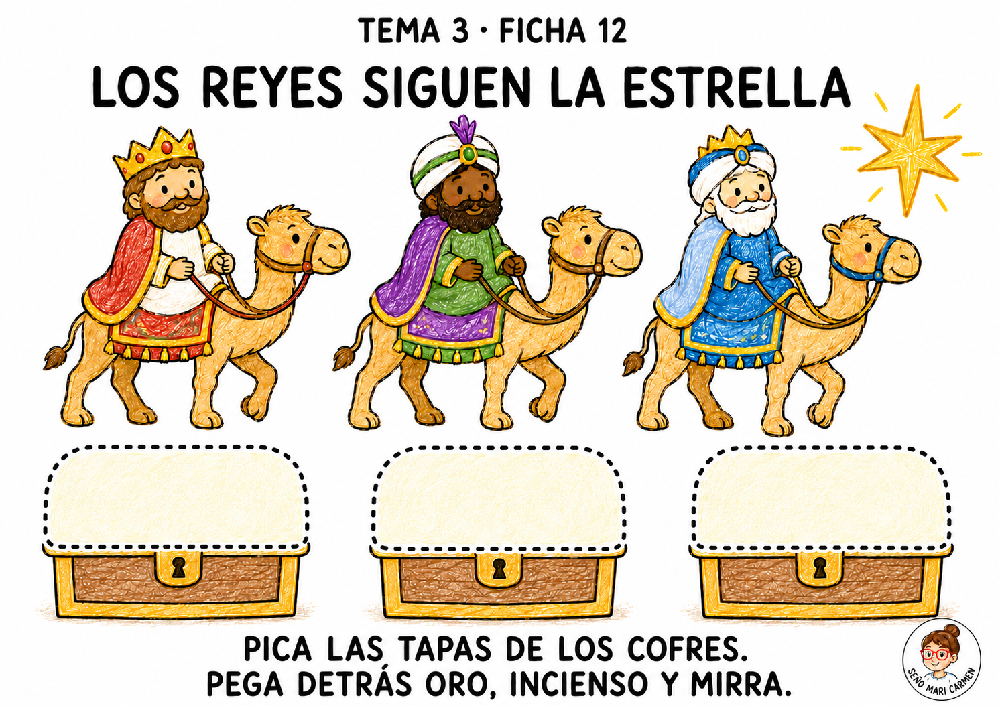 TEMA 3 · FICHA 12
LOS REYES SIGUEN LA ESTRELLA
PICA LAS TAPAS DE LOS COFRES.
PEGA DETRÁS ORO, INCIENSO Y MIRRA.
SEÑO MARI CARMEN